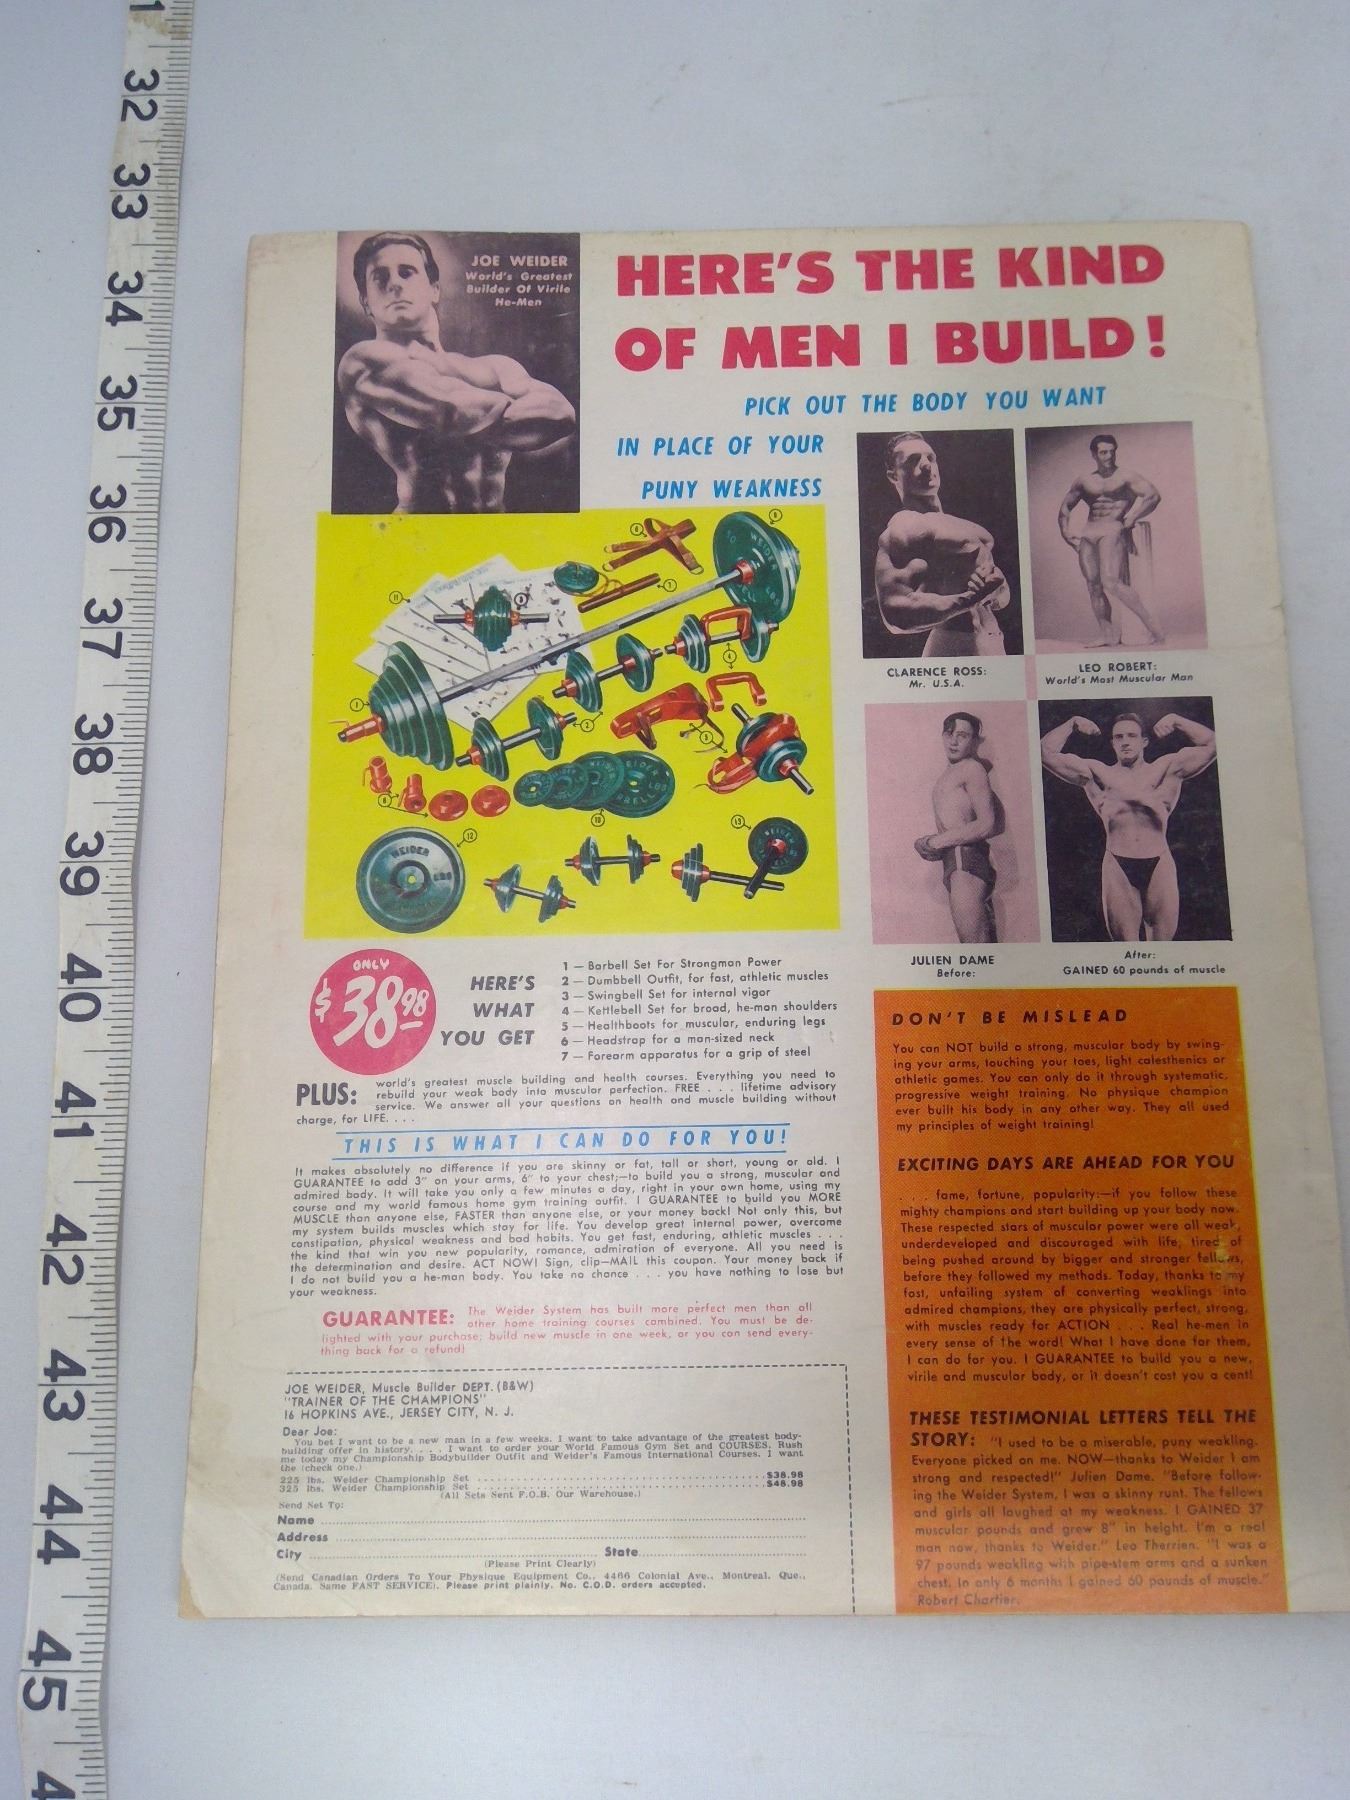 32
33
34
35
36
37
38
39
40
41
42
43
44
45
JOE WEIDER
World's Greatest
Builder Of Virile
He-Men
HERE'S THE KIND
OF MEN I BUILD!
PICK OUT THE BODY YOU WANT
IN PLACE OF YOUR
PUNY WEAKNESS
CLARENCE ROSS:
Mr. U.S.A.
LEO ROBERT:
World's Most Muscular Man
JULIEN DAME
Before:
After:
GAINED 60 pounds of muscle
WEIDER
ONLY
$38.98
HERE'S
WHAT
YOU GET
1 — Barbell Set For Strongman Power
2 — Dumbbell Outfit, for fast, athletic muscles
3 — Swingbell Set for internal vigor
4 — Kettlebell Set for broad, he-man shoulders
5 — Healthboots for muscular, enduring legs
6 — Headstrap for a man-sized neck
7 — Forearm apparatus for a grip of steel
PLUS: world's greatest muscle building and health courses. Everything you need to
rebuild your weak body into muscular perfection. FREE . . . lifetime advisory
service. We answer all your questions on health and muscle building without
charge, for LIFE. . . .
THIS IS WHAT I CAN DO FOR YOU!
It makes absolutely no difference if you are skinny or fat, tall or short, young or old. I
GUARANTEE to add 3" on your arms, 6" to your chest;—to build you a strong, muscular and
admired body. It will take you only a few minutes a day, right in your own home, using my
course and my world famous home gym training outfit. I GUARANTEE to build you MORE
MUSCLE than anyone else, FASTER than anyone else, or your money back! Not only this, but
my system builds muscles which stay for life. You develop great internal power, overcome
constipation, physical weakness and bad habits. You get fast, enduring, athletic muscles . . .
the kind that win you new popularity, romance, admiration of everyone. All you need is
the determination and desire. ACT NOW! Sign, clip—MAIL this coupon. Your money back if
I do not build you a he-man body. You take no chance . . . you have nothing to lose but
your weakness.
GUARANTEE: The Weider System has built more perfect men than all
other home training courses combined. You must be de-
lighted with your purchase; build new muscle in one week, or you can send every-
thing back for a refund!
JOE WEIDER, Muscle Builder DEPT. (B&W)
"TRAINER OF THE CHAMPIONS"
16 HOPKINS AVE., JERSEY CITY, N. J.
Dear Joe:
You bet I want to be a new man in a few weeks. I want to take advantage of the greatest body-
building offer in history. . . . I want to order your World Famous Gym Set and COURSES. Rush
me today my Championship Bodybuilder Outfit and Weider's Famous International Courses. I want
the (check one.)
225 lbs. Weider Championship Set ........ $38.98
325 lbs. Weider Championship Set ........ $48.98
(All Sets Sent F.O.B. Our Warehouse.)
Send Set To:
Name
Address
City State
(Please Print Clearly)
(Send Canadian Orders To Your Physique Equipment Co., 4466 Colonial Ave., Montreal, Que.,
Canada. Same FAST SERVICE). Please print plainly. No. C.O.D. orders accepted.
DON'T BE MISLEAD
You can NOT build a strong, muscular body by swing-
ing your arms, touching your toes, light calesthenics or
athletic games. You can only do it through systematic,
progressive weight training. No physique champion
ever built his body in any other way. They all used
my principles of weight training!
EXCITING DAYS ARE AHEAD FOR YOU
. . . fame, fortune, popularity:—if you follow these
mighty champions and start building up your body now.
These respected stars of muscular power were all weak,
underdeveloped and discouraged with life; tired of
being pushed around by bigger and stronger fellows,
before they followed my methods. Today, thanks to my
fast, unfailing system of converting weaklings into
admired champions, they are physically perfect, strong,
with muscles ready for ACTION . . . Real he-men in
every sense of the word! What I have done for them,
I can do for you. I GUARANTEE to build you a new,
virile and muscular body, or it doesn't cost you a cent!
THESE TESTIMONIAL LETTERS TELL THE
STORY: "I used to be a miserable, puny weakling.
Everyone picked on me. NOW—thanks to Weider I am
strong and respected!" Julien Dame. "Before follow-
ing the Weider System, I was a skinny runt. The fellows
and girls all laughed at my weakness. I GAINED 37
muscular pounds and grew 8" in height. I'm a real
man now, thanks to Weider." Leo Therrien. "I was a
97 pounds weakling with pipe-stem arms and a sunken
chest. In only 6 months I gained 60 pounds of muscle."
Robert Chartier.